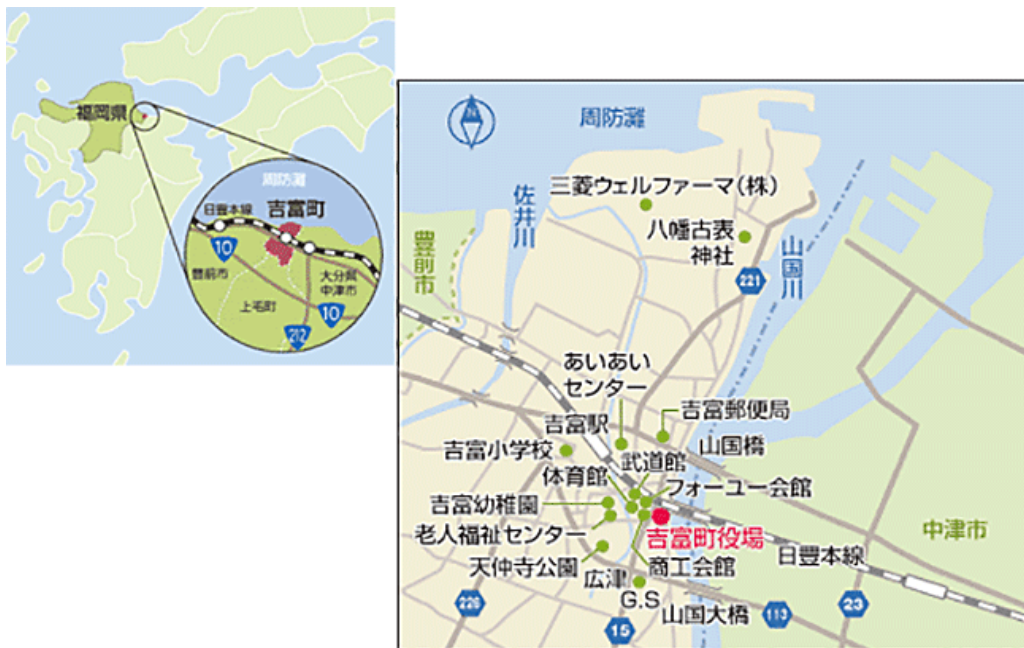 福岡県
周防灘
日豊本線
吉富町
10
豊前市
大分県
中津市
上毛町
10
212
N
周防灘
三菱ウェルファーマ(株)
佐井川
八幡古表
神社
豊前市
山国川
221
あいあい
センター
吉富郵便局
吉富駅
吉富小学校
山国橋
武道館
体育館
フォーユー会館
吉富幼稚園
老人福祉センター
吉富町役場
中津市
日豊本線
天仲寺公園
商工会館
広津
G.S
山国大橋
226
15
113
23